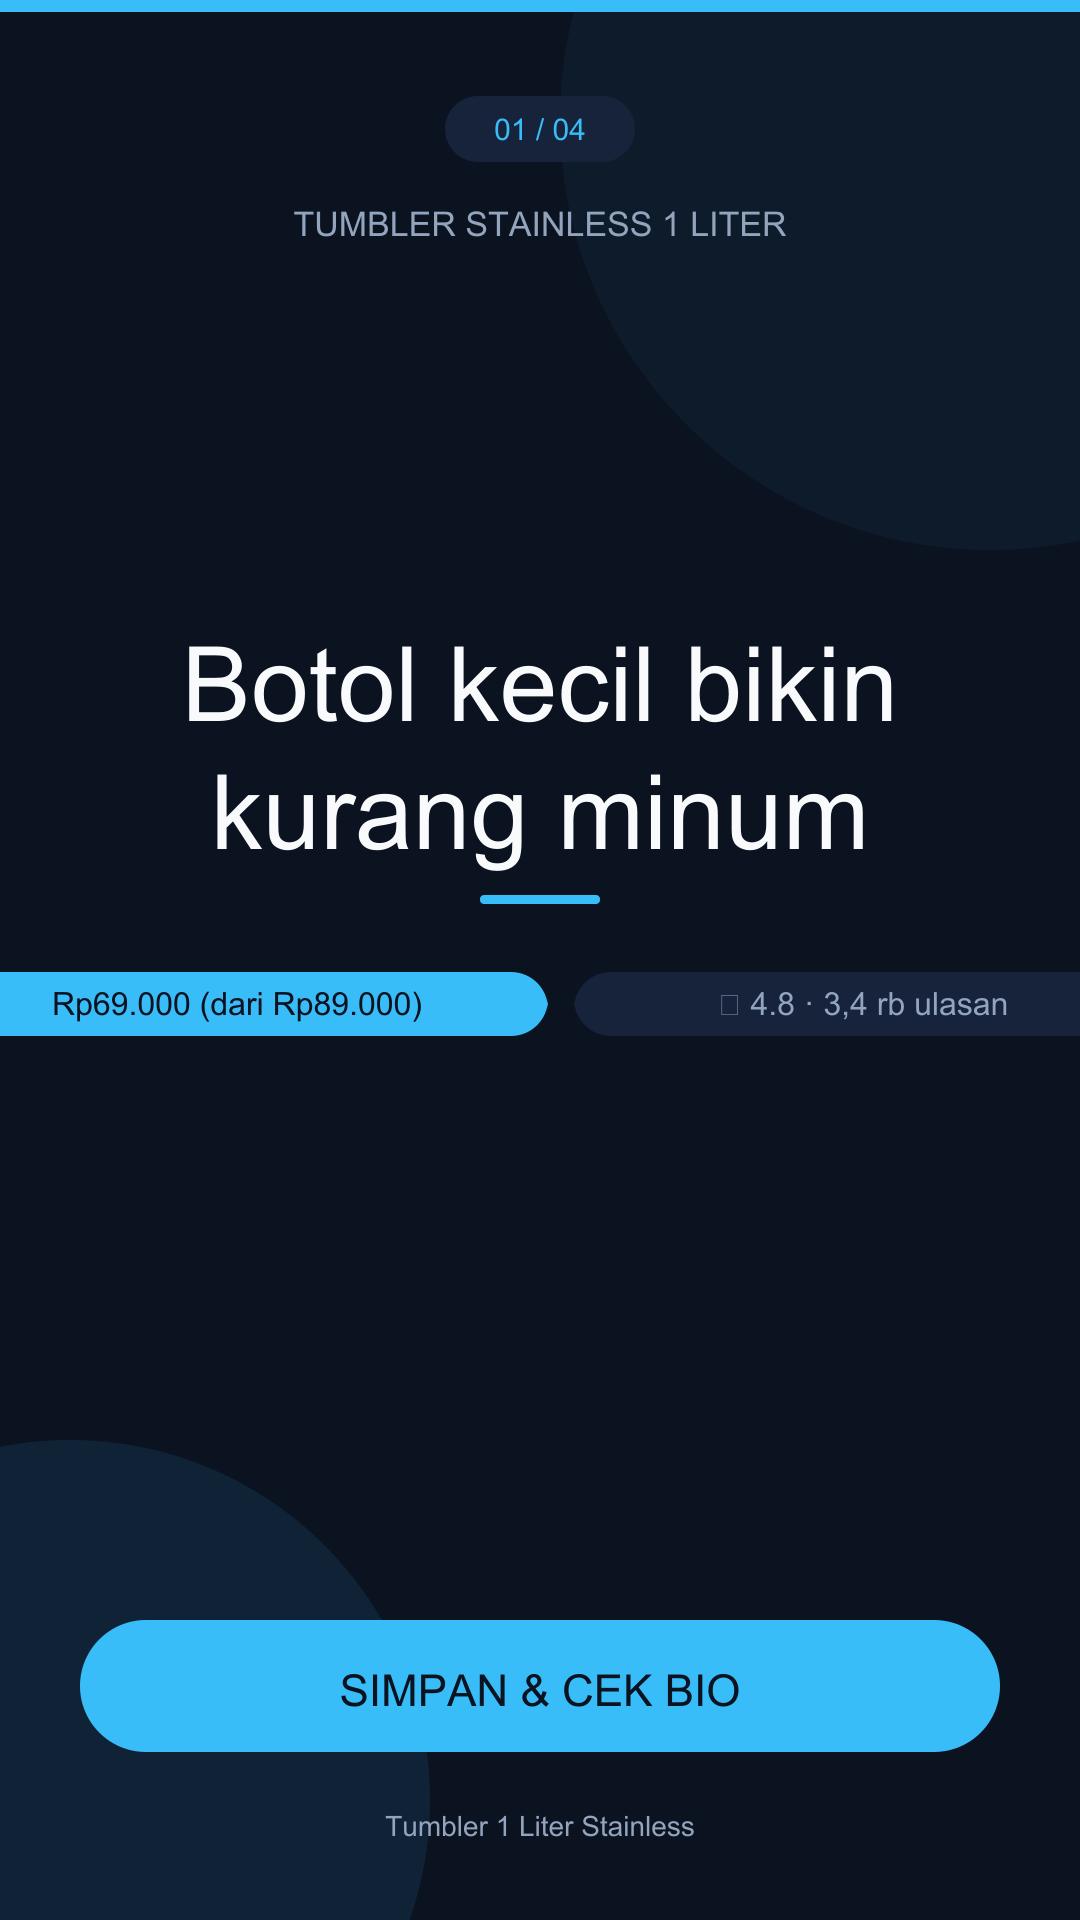 01 / 04
TUMBLER STAINLESS 1 LITER
Botol kecil bikin
kurang minum
Rp69.000 (dari Rp89.000)
4.8 · 3,4 rb ulasan
SIMPAN & CEK BIO
Tumbler 1 Liter Stainless